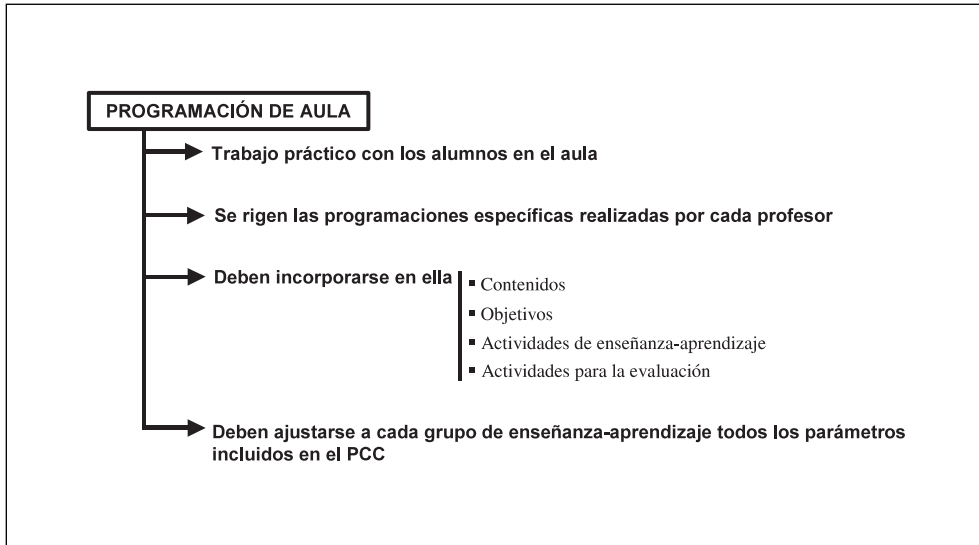 PROGRAMACIÓN DE AULA
Trabajo práctico con los alumnos en el aula
Se rigen las programaciones específicas realizadas por cada profesor
Deben incorporarse en ella
▪ Contenidos
▪ Objetivos
▪ Actividades de enseñanza-aprendizaje
▪ Actividades para la evaluación
Deben ajustarse a cada grupo de enseñanza-aprendizaje todos los parámetros
incluidos en el PCC